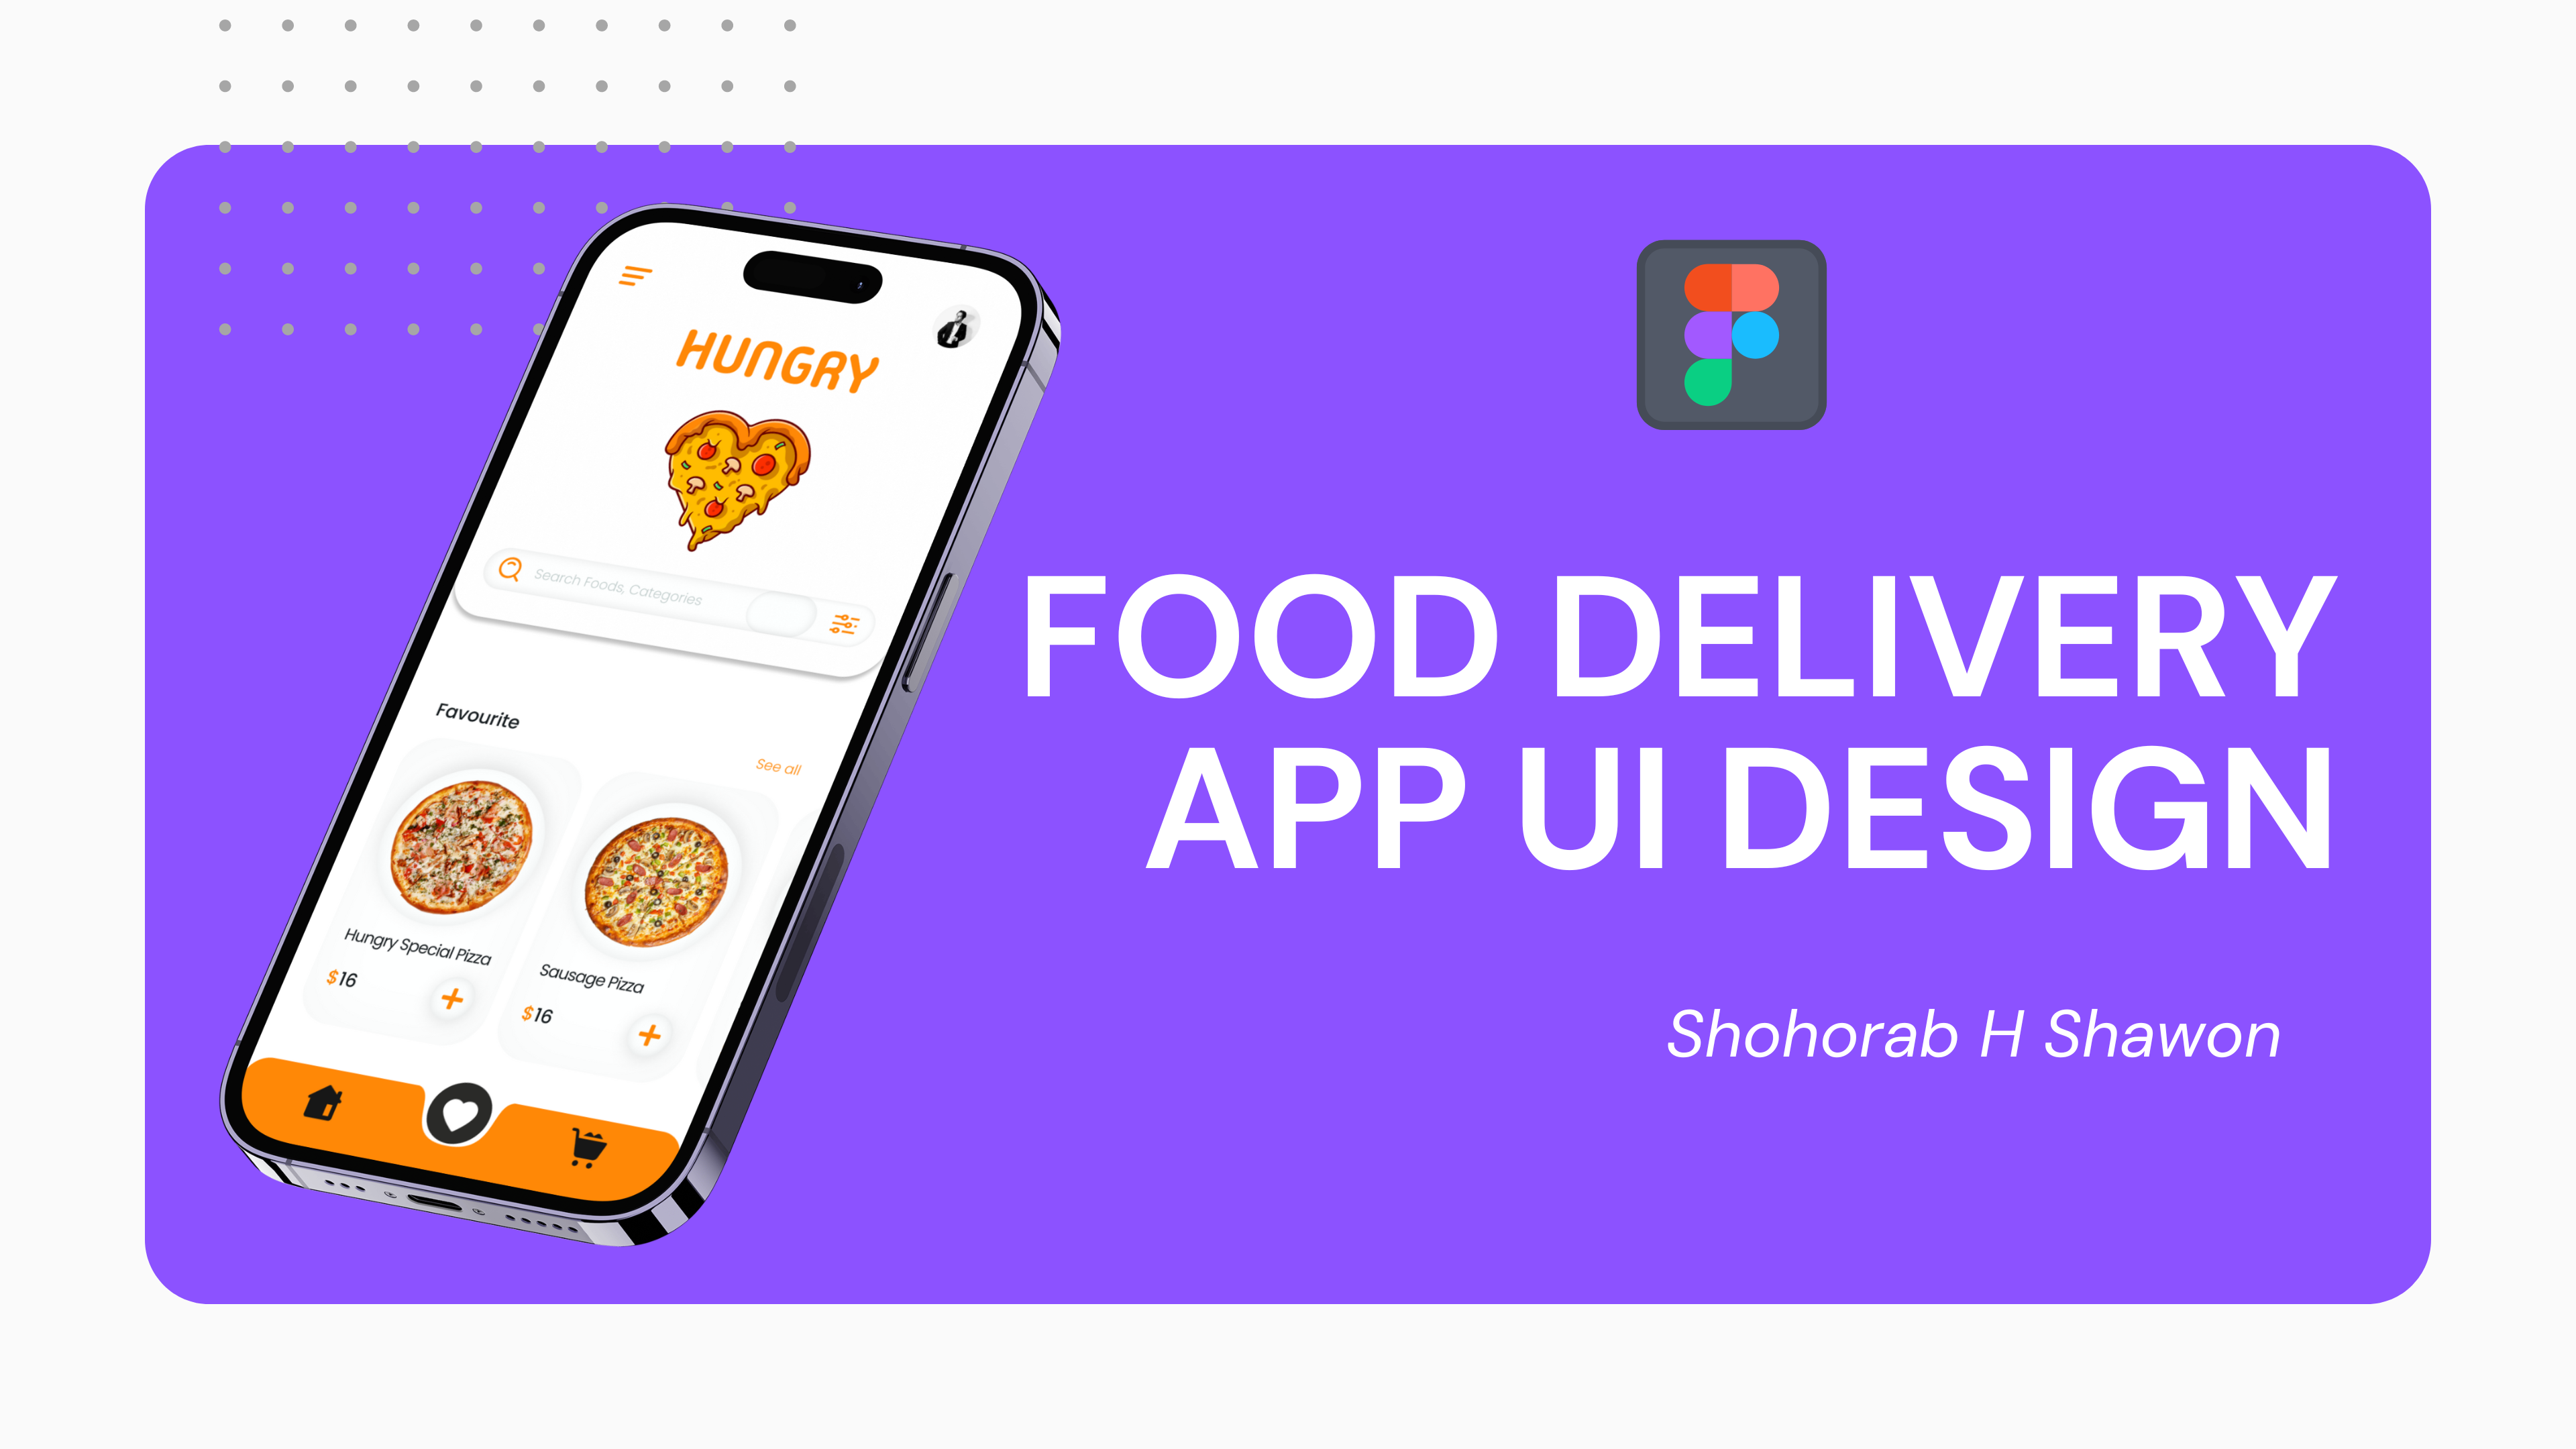 HUNGRY
Search Foods, Categories
Favourite
See all
Hungry Special Pizza
$16
Sausage Pizza
$16
FOOD DELIVERY
APP UI DESIGN
Shohorab H Shawon